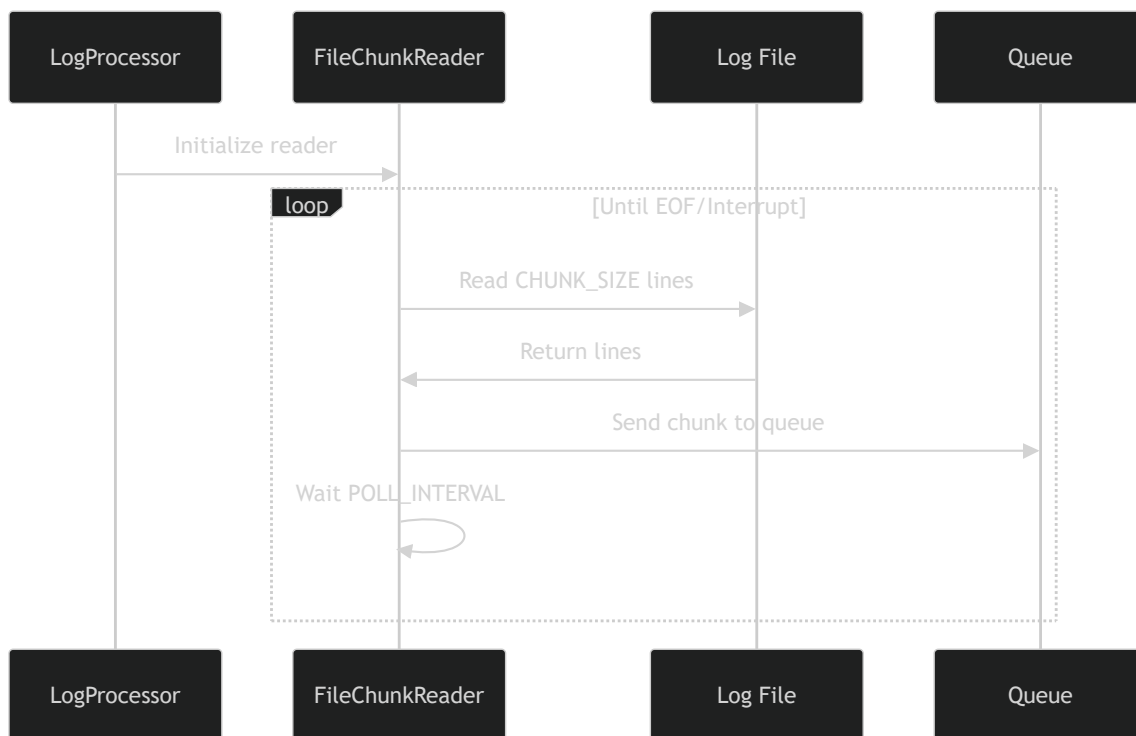 LogProcessor
FileChunkReader
Log File
Queue
Initialize reader
loop
[Until EOF/Interrupt]
Read CHUNK_SIZE lines
Return lines
Send chunk to queue
Wait POLL_INTERVAL
LogProcessor
FileChunkReader
Log File
Queue